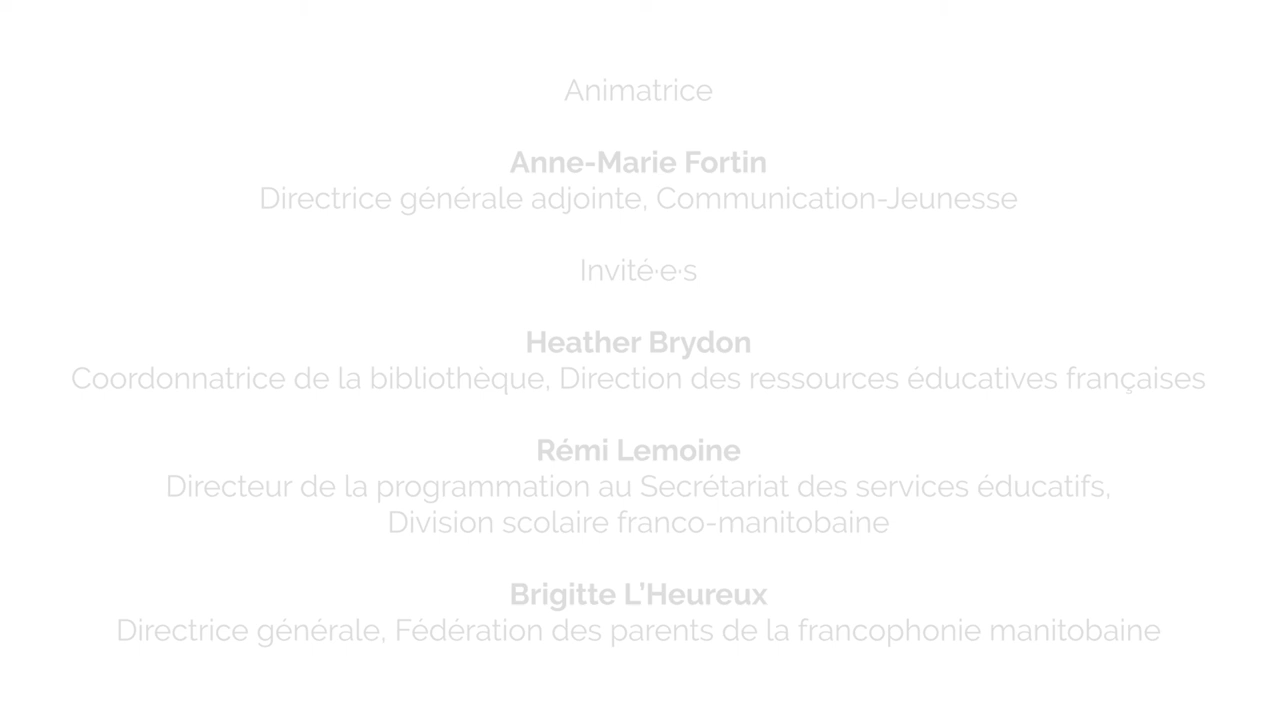 Animatrice
Anne-Marie Fortin
Directrice générale adjointe, Communication-Jeunesse
Invité·e·s
Heather Brydon
Coordonnatrice de la bibliothèque, Direction des ressources éducatives françaises
Rémi Lemoine
Directeur de la programmation au Secrétariat des services éducatifs,
Division scolaire franco-manitobaine
Brigitte L'Heureux
Directrice générale, Fédération des parents de la francophonie manitobaine